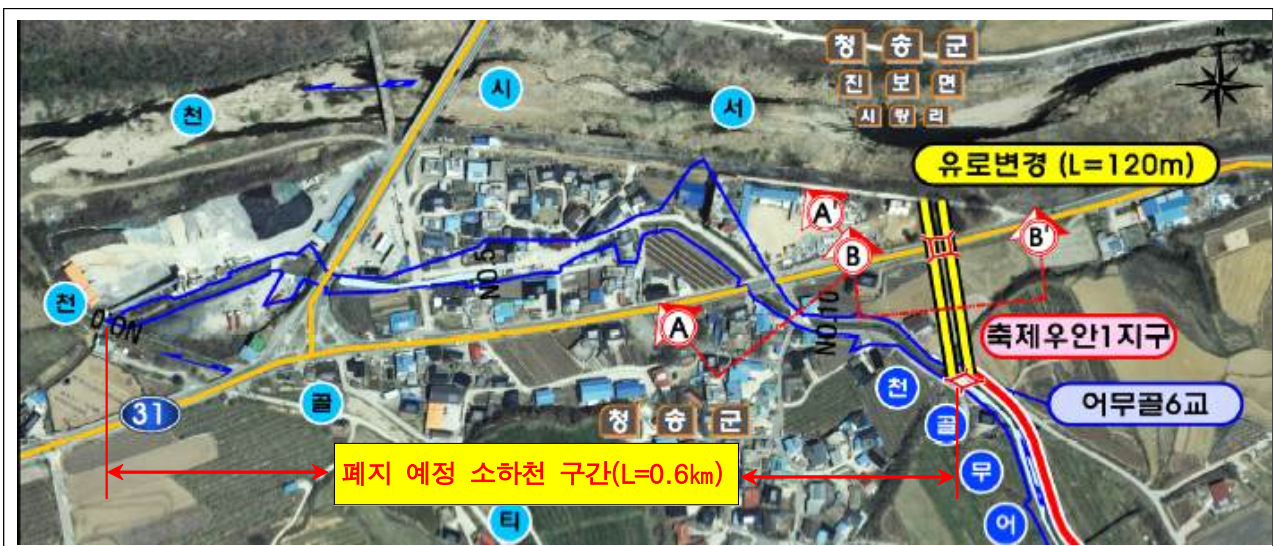 청 송 군
진 보 면
시 량 리
N
천 시 서
유로변경 (L=120m)
A'
B
B'
NO.5
NO.10
천
NO.0
A
축제우안1지구
31
골
청 송 군
천
골
무
어
어무골6교
폐지 예정 소하천 구간(L=0.6㎞)
티